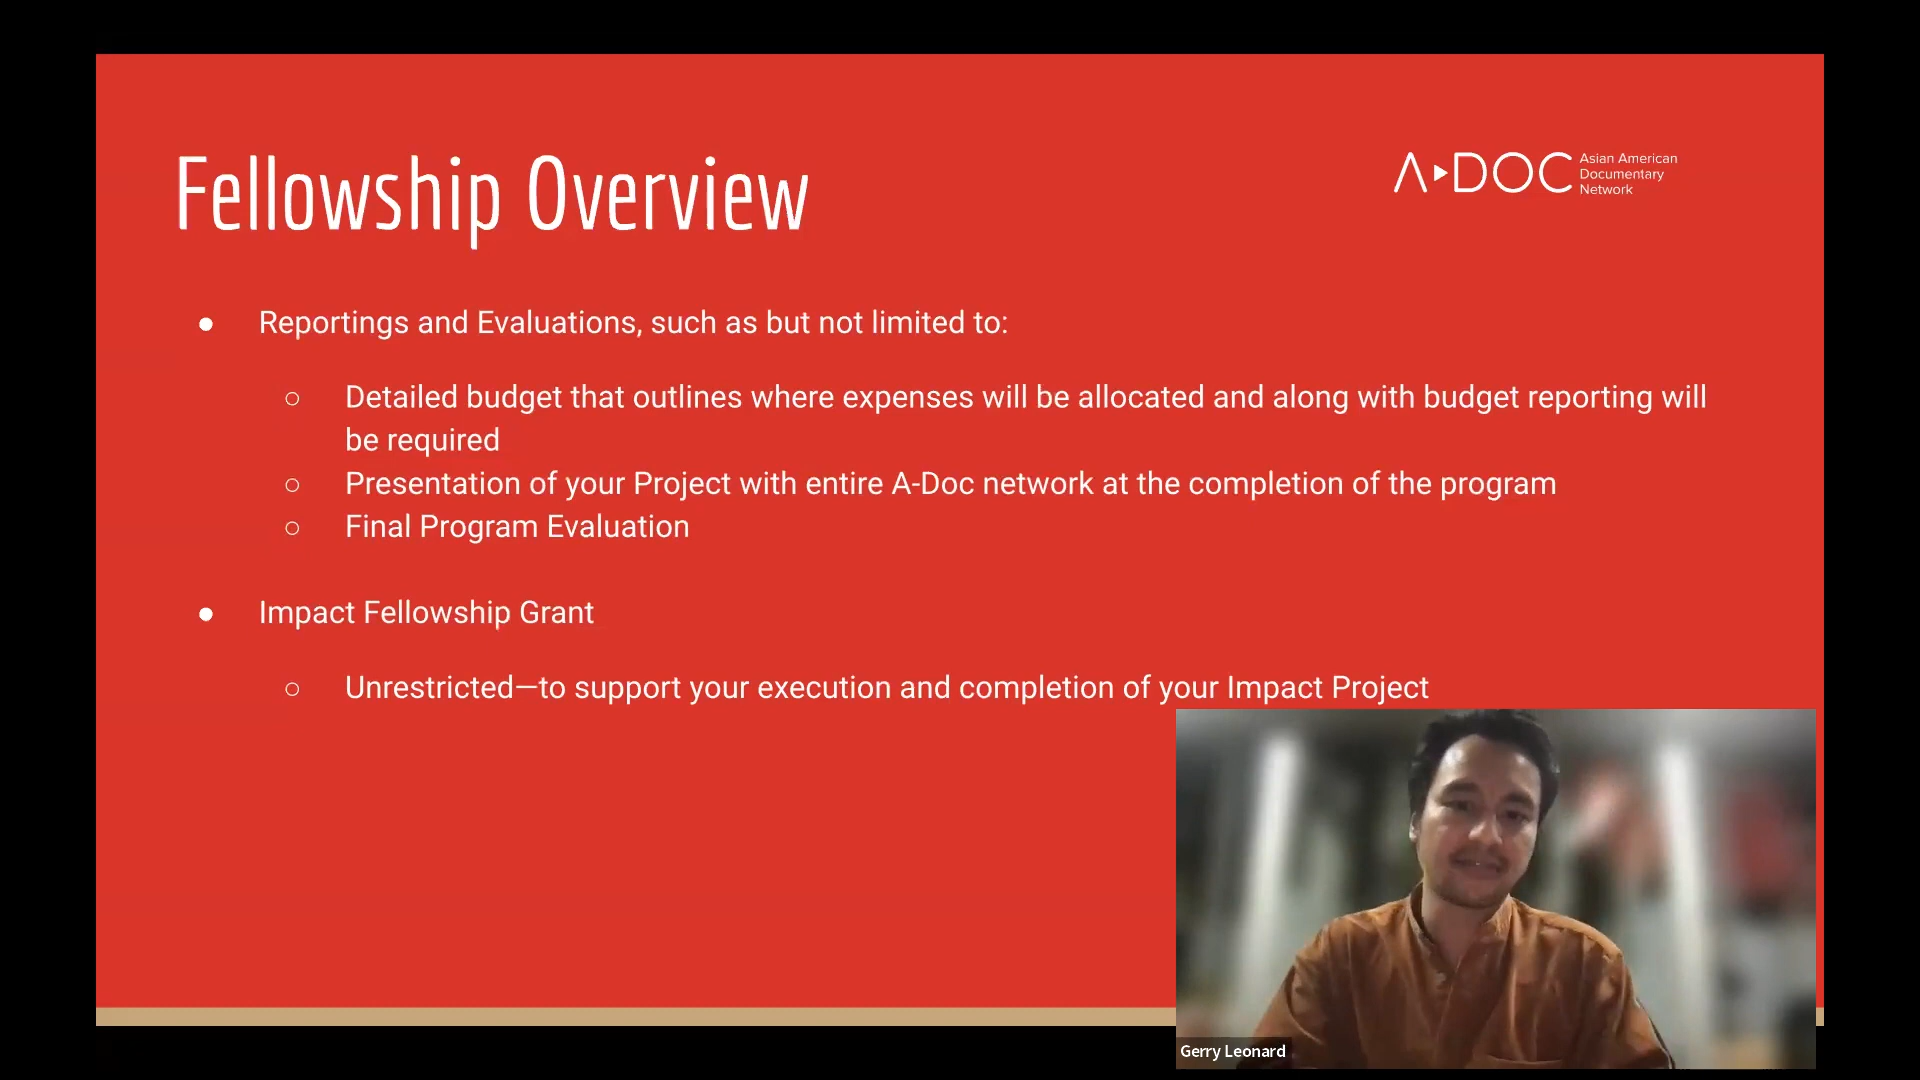 Fellowship Overview
A▸DOC
Asian American
Documentary
Network
● Reportings and Evaluations, such as but not limited to:
○ Detailed budget that outlines where expenses will be allocated and along with budget reporting will
be required
○ Presentation of your Project with entire A-Doc network at the completion of the program
○ Final Program Evaluation
● Impact Fellowship Grant
○ Unrestricted—to support your execution and completion of your Impact Project
Gerry Leonard